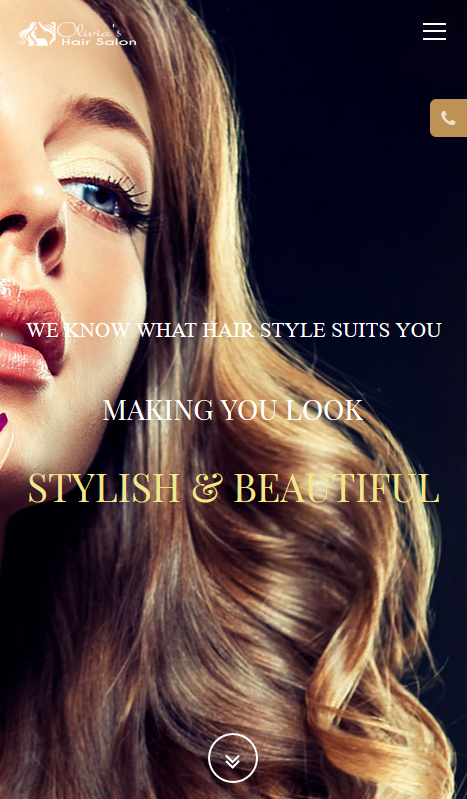 Olivia's
Hair Salon
WE KNOW WHAT HAIR STYLE SUITS YOU
MAKING YOU LOOK
STYLISH & BEAUTIFUL